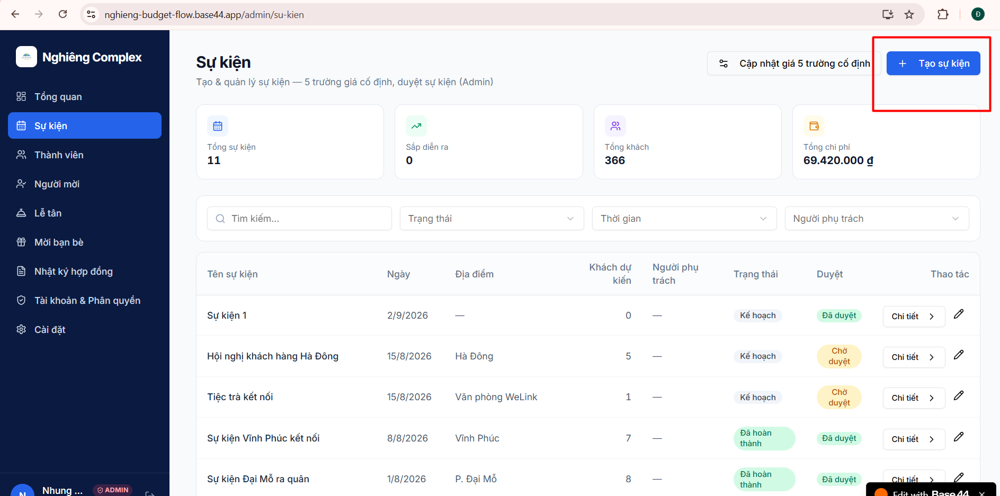 nghieng-budget-flow.base44.app/admin/su-kien
Đ
Nghiêng Complex
Tổng quan
Sự kiện
Thành viên
Người mời
Lễ tân
Mời bạn bè
Nhật ký hợp đồng
Tài khoản & Phân quyền
Cài đặt
N
Nhung ...
ADMIN
Sự kiện
Tạo & quản lý sự kiện — 5 trường giá cố định, duyệt sự kiện (Admin)
Cập nhật giá 5 trường cố định
Tạo sự kiện
Tổng sự kiện
11
Sắp diễn ra
0
Tổng khách
366
Tổng chi phí
69.420.000 ₫
Tìm kiếm...
Trạng thái
Thời gian
Người phụ trách
Tên sự kiện
Ngày
Địa điểm
Khách dự
kiến
Người phụ
trách
Trạng thái
Duyệt
Thao tác
Sự kiện 1
2/9/2026
—
0
—
Kế hoạch
Đã duyệt
Chi tiết
Hội nghị khách hàng Hà Đông
15/8/2026
Hà Đông
5
—
Kế hoạch
Chờ
duyệt
Chi tiết
Tiệc trà kết nối
15/8/2026
Văn phòng WeLink
1
—
Kế hoạch
Chờ
duyệt
Chi tiết
Sự kiện Vĩnh Phúc kết nối
8/8/2026
Vĩnh Phúc
7
—
Đã hoàn
thành
Đã duyệt
Chi tiết
Sự kiện Đại Mỗ ra quân
1/8/2026
P. Đại Mỗ
8
—
Đã hoàn
thành
Đã duyệt
Chi tiết
Edit with Base44